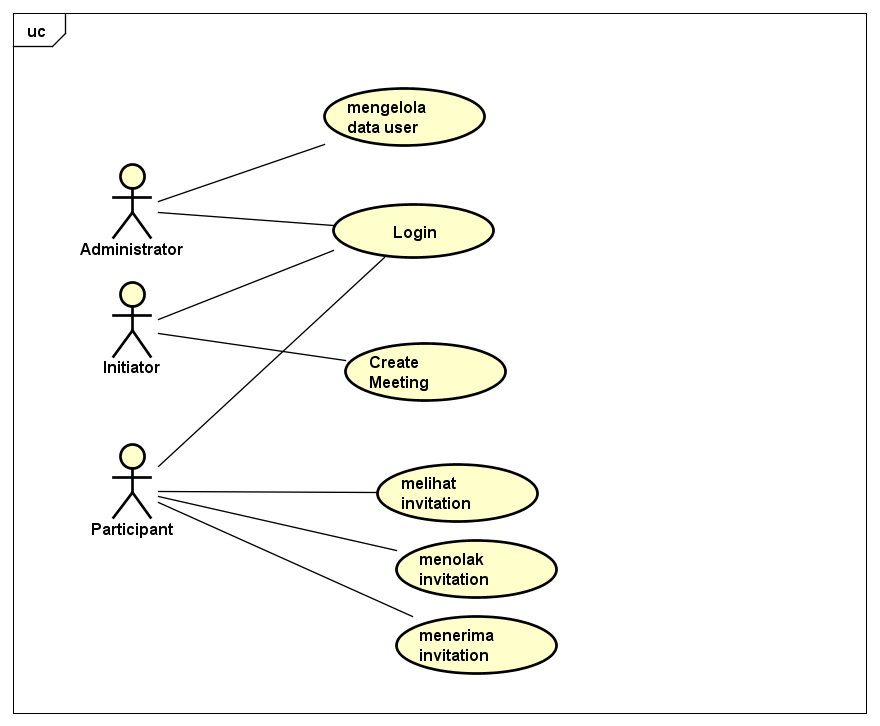 uc
mengelola
data user
Administrator
Login
Initiator
Create
Meeting
Participant
melihat
invitation
menolak
invitation
menerima
invitation